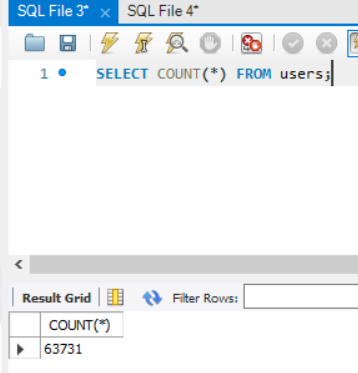 SQL File 3* × SQL File 4*
1 SELECT COUNT(*) FROM users;
Result Grid Filter Rows:
COUNT(*)
63731